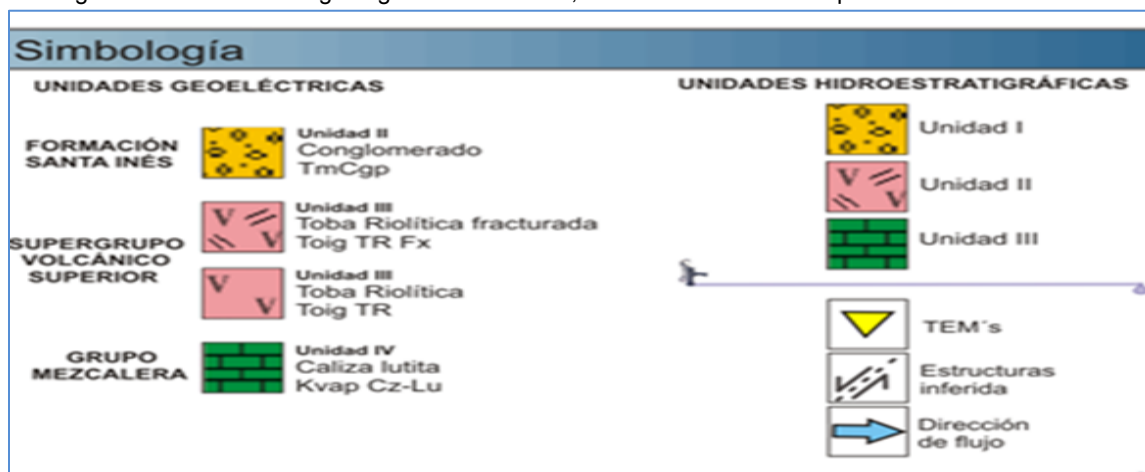 Simbología
UNIDADES GEOELÉCTRICAS
FORMACIÓN
SANTA INÉS
Unidad II
Conglomerado
TmCgp
SUPERGRUPO
VOLCÁNICO
SUPERIOR
Unidad III
Toba Riolítica fracturada
Toig TR Fx
Unidad III
Toba Riolítica
Toig TR
GRUPO
MEZCALERA
Unidad IV
Caliza lutita
Kvap Cz-Lu
UNIDADES HIDROESTRATIGRÁFICAS
Unidad I
Unidad II
Unidad III
TEM´s
Estructuras
inferida
Dirección
de flujo